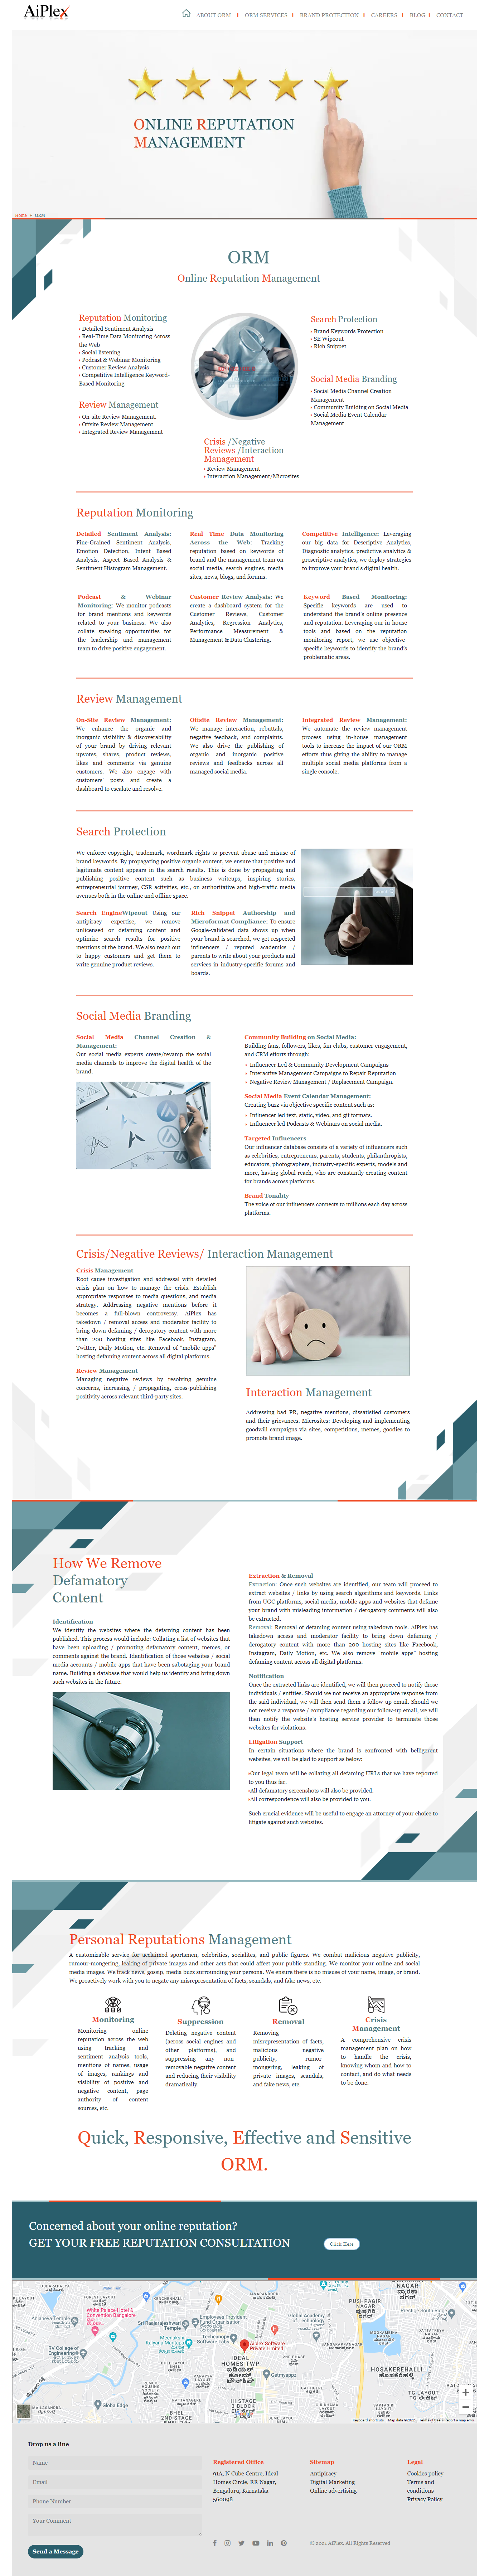 AiPlex
ABOUT ORM
ORM SERVICES
BRAND PROTECTION
CAREERS
BLOG
CONTACT
ONLINE REPUTATION
MANAGEMENT
Home » ORM
ORM
Online Reputation Management
Reputation Monitoring
Detailed Sentiment Analysis
Real-Time Data Monitoring Across
the Web
Social listening
Podcast & Webinar Monitoring
Customer Review Analysis
Competitive Intelligence Keyword-
Based Monitoring
Review Management
On-site Review Management.
Offsite Review Management
Integrated Review Management
Search Protection
Brand Keywords Protection
SE Wipeout
Rich Snippet
Social Media Branding
Social Media Channel Creation
Management
Community Building on Social Media
Social Media Event Calendar
Management
Crisis /Negative
Reviews /Interaction
Management
Review Management
Interaction Management/Microsites
Reputation Monitoring
Detailed Sentiment Analysis:
Fine-Grained Sentiment Analysis,
Emotion Detection, Intent Based
Analysis, Aspect Based Analysis &
Sentiment Histogram Management.
Real Time Data Monitoring
Across the Web: Tracking
reputation based on keywords of
brand and the management team on
social media, search engines, media
sites, news, blogs, and forums.
Competitive Intelligence: Leveraging
our big data for Descriptive Analytics,
Diagnostic analytics, predictive analytics &
prescriptive analytics, we deploy strategies
to improve your brand's digital health.
Podcast & Webinar
Monitoring: We monitor podcasts
for brand mentions and keywords
related to your business. We also
collate speaking opportunities for
the leadership and management
team to drive positive engagement.
Customer Review Analysis: We
create a dashboard system for the
Customer Reviews, Customer
Analytics, Regression Analytics,
Performance Measurement &
Management & Data Clustering.
Keyword Based Monitoring:
Specific keywords are used to
understand the brand's online presence
and reputation. Leveraging our in-house
tools and based on the reputation
monitoring report, we use objective-
specific keywords to identify the brand's
problematic areas.
Review Management
On-Site Review Management:
We enhance the organic and
inorganic visibility & discoverability
of your brand by driving relevant
upvotes, shares, product reviews,
likes and comments via genuine
customers. We also engage with
customers' posts and create a
dashboard to escalate and resolve.
Offsite Review Management:
We manage interaction, rebuttals,
negative feedback, and complaints.
We also drive the publishing of
organic and inorganic positive
reviews and feedbacks across all
managed social media.
Integrated Review Management:
We automate the review management
process using in-house management
tools to increase the impact of our ORM
efforts thus giving the ability to manage
multiple social media platforms from a
single console.
Search Protection
We enforce copyright, trademark, wordmark rights to prevent abuse and misuse of
brand keywords. By propagating positive organic content, we ensure that positive and
legitimate content appears in the search results. This is done by propagating and
publishing positive content such as business writeups, inspiring stories,
entrepreneurial journey, CSR activities, etc., on authoritative and high-traffic media
avenues both in the online and offline space.
Search EngineWipeout Using our
antipiracy expertise, we remove
unlicensed or defaming content and
optimize search results for positive
mentions of the brand. We also reach out
to happy customers and get them to
write genuine product reviews.
Rich Snippet Authorship and
Microformat Compliance: To ensure
Google-validated data shows up when
your brand is searched, we get respected
influencers / reputed academics /
parents to write about your products and
services in industry-specific forums and
boards.
Social Media Branding
Social Media Channel Creation &
Management:
Our social media experts create/revamp the social
media channels to improve the digital health of the
brand.
Community Building on Social Media:
Building fans, followers, likes, fan clubs, customer engagement,
and CRM efforts through:
Influencer Led & Community Development Campaigns
Interactive Management Campaigns to Repair Reputation
Negative Review Management / Replacement Campaign.
Social Media Event Calendar Management:
Creating buzz via objective specific content such as:
Influencer led text, static, video, and gif formats.
Influencer led Podcasts & Webinars on social media.
Targeted Influencers
Our influencer database consists of a variety of influencers such
as celebrities, entrepreneurs, parents, students, philanthropists,
educators, photographers, industry-specific experts, models and
more, having global reach, who are constantly creating content
for brands across platforms.
Brand Tonality
The voice of our influencers connects to millions each day across
platforms.
Crisis/Negative Reviews/ Interaction Management
Crisis Management
Root cause investigation and addressal with detailed
crisis plan on how to manage the crisis. Establish
appropriate responses to media questions, and media
strategy. Addressing negative mentions before it
becomes a full-blown controversy. AiPlex has
takedown / removal access and moderator facility to
bring down defaming / derogatory content with more
than 200 hosting sites like Facebook, Instagram,
Twitter, Daily Motion, etc. Removal of "mobile apps"
hosting defaming content across all digital platforms.
Review Management
Managing negative reviews by resolving genuine
concerns, increasing / propagating, cross-publishing
positivity across relevant third-party sites.
Interaction Management
Addressing bad PR, negative mentions, dissatisfied customers
and their grievances. Microsites: Developing and implementing
goodwill campaigns via sites, competitions, memes, goodies to
promote brand image.
How We Remove
Defamatory
Content
Identification
We identify the websites where the defaming content has been
published. This process would include: Collating a list of websites that
have been uploading / promoting defamatory content, memes, or
comments against the brand. Identification of those websites / social
media accounts / mobile apps that have been sabotaging your brand
name. Building a database that would help us identify and bring down
such websites in the future.
Extraction & Removal
Extraction: Once such websites are identified, our team will proceed to
extract websites / links by using search algorithms and keywords. Links
from UGC platforms, social media, mobile apps and websites that defame
your brand with misleading information / derogatory comments will also
be extracted.
Removal: Removal of defaming content using takedown tools. AiPlex has
takedown access and moderator facility to bring down defaming /
derogatory content with more than 200 hosting sites like Facebook,
Instagram, Daily Motion, etc. We also remove "mobile apps" hosting
defaming content across all digital platforms.
Notification
Once the extracted links are identified, we will then proceed to notify those
individuals / entities. Should we not receive an appropriate response from
the said individual, we will then send them a follow-up email. Should we
not receive a response / compliance regarding our follow-up email, we will
then notify the website's hosting service provider to terminate those
websites for violations.
Litigation Support
In certain situations where the brand is confronted with belligerent
websites, we will be glad to support as below:
Our legal team will be collating all defaming URLs that we have reported
to you thus far.
All defamatory screenshots will also be provided.
All correspondence will also be provided to you.
Such crucial evidence will be useful to engage an attorney of your choice to
litigate against such websites.
Personal Reputations Management
A customizable service for acclaimed sportsmen, celebrities, socialites, and public figures. We combat malicious negative publicity,
rumour-mongering, leaking of private images and other acts that could affect your public standing. We monitor your online and social
media images. We track news, gossip, media buzz surrounding your persona. We ensure there is no misuse of your name, image, or brand.
We proactively work with you to negate any misrepresentation of facts, scandals, and fake news, etc.
Monitoring
Monitoring online
reputation across the web
using tracking and
sentiment analysis tools,
mentions of names, usage
of images, rankings and
visibility of positive and
negative content, page
authority of content
sources, etc.
Suppression
Deleting negative content
(across social engines and
other platforms), and
suppressing any non-
removable negative content
and reducing their visibility
dramatically.
Removal
Removing
misrepresentation of facts,
malicious negative
publicity, rumor-
mongering, leaking of
private images, scandals,
and fake news, etc.
Crisis
Management
A comprehensive crisis
management plan on how
to handle the crisis,
knowing whom and how to
contact, and do what needs
to be done.
Quick, Responsive, Effective and Sensitive
ORM.
Concerned about your online reputation?
GET YOUR FREE REPUTATION CONSULTATION
Click Here
Aiplex Software
Private Limited
IDEAL
HOMES TWP
PUSHPAGIRI
NAGAR
HOSAKEREHALLI
Global Academy
of Technology
RV College of
Engineering
GlobalEdge
Getmyappz
Drop us a line
Name
Email
Phone Number
Your Comment
Send a Message
Registered Office
91A, N Cube Centre, Ideal
Homes Circle, RR Nagar,
Bengaluru, Karnataka
560098
Sitemap
Antipiracy
Digital Marketing
Online advertising
Legal
Cookies policy
Terms and
conditions
Privacy Policy
© 2021 AiPlex. All Rights Reserved